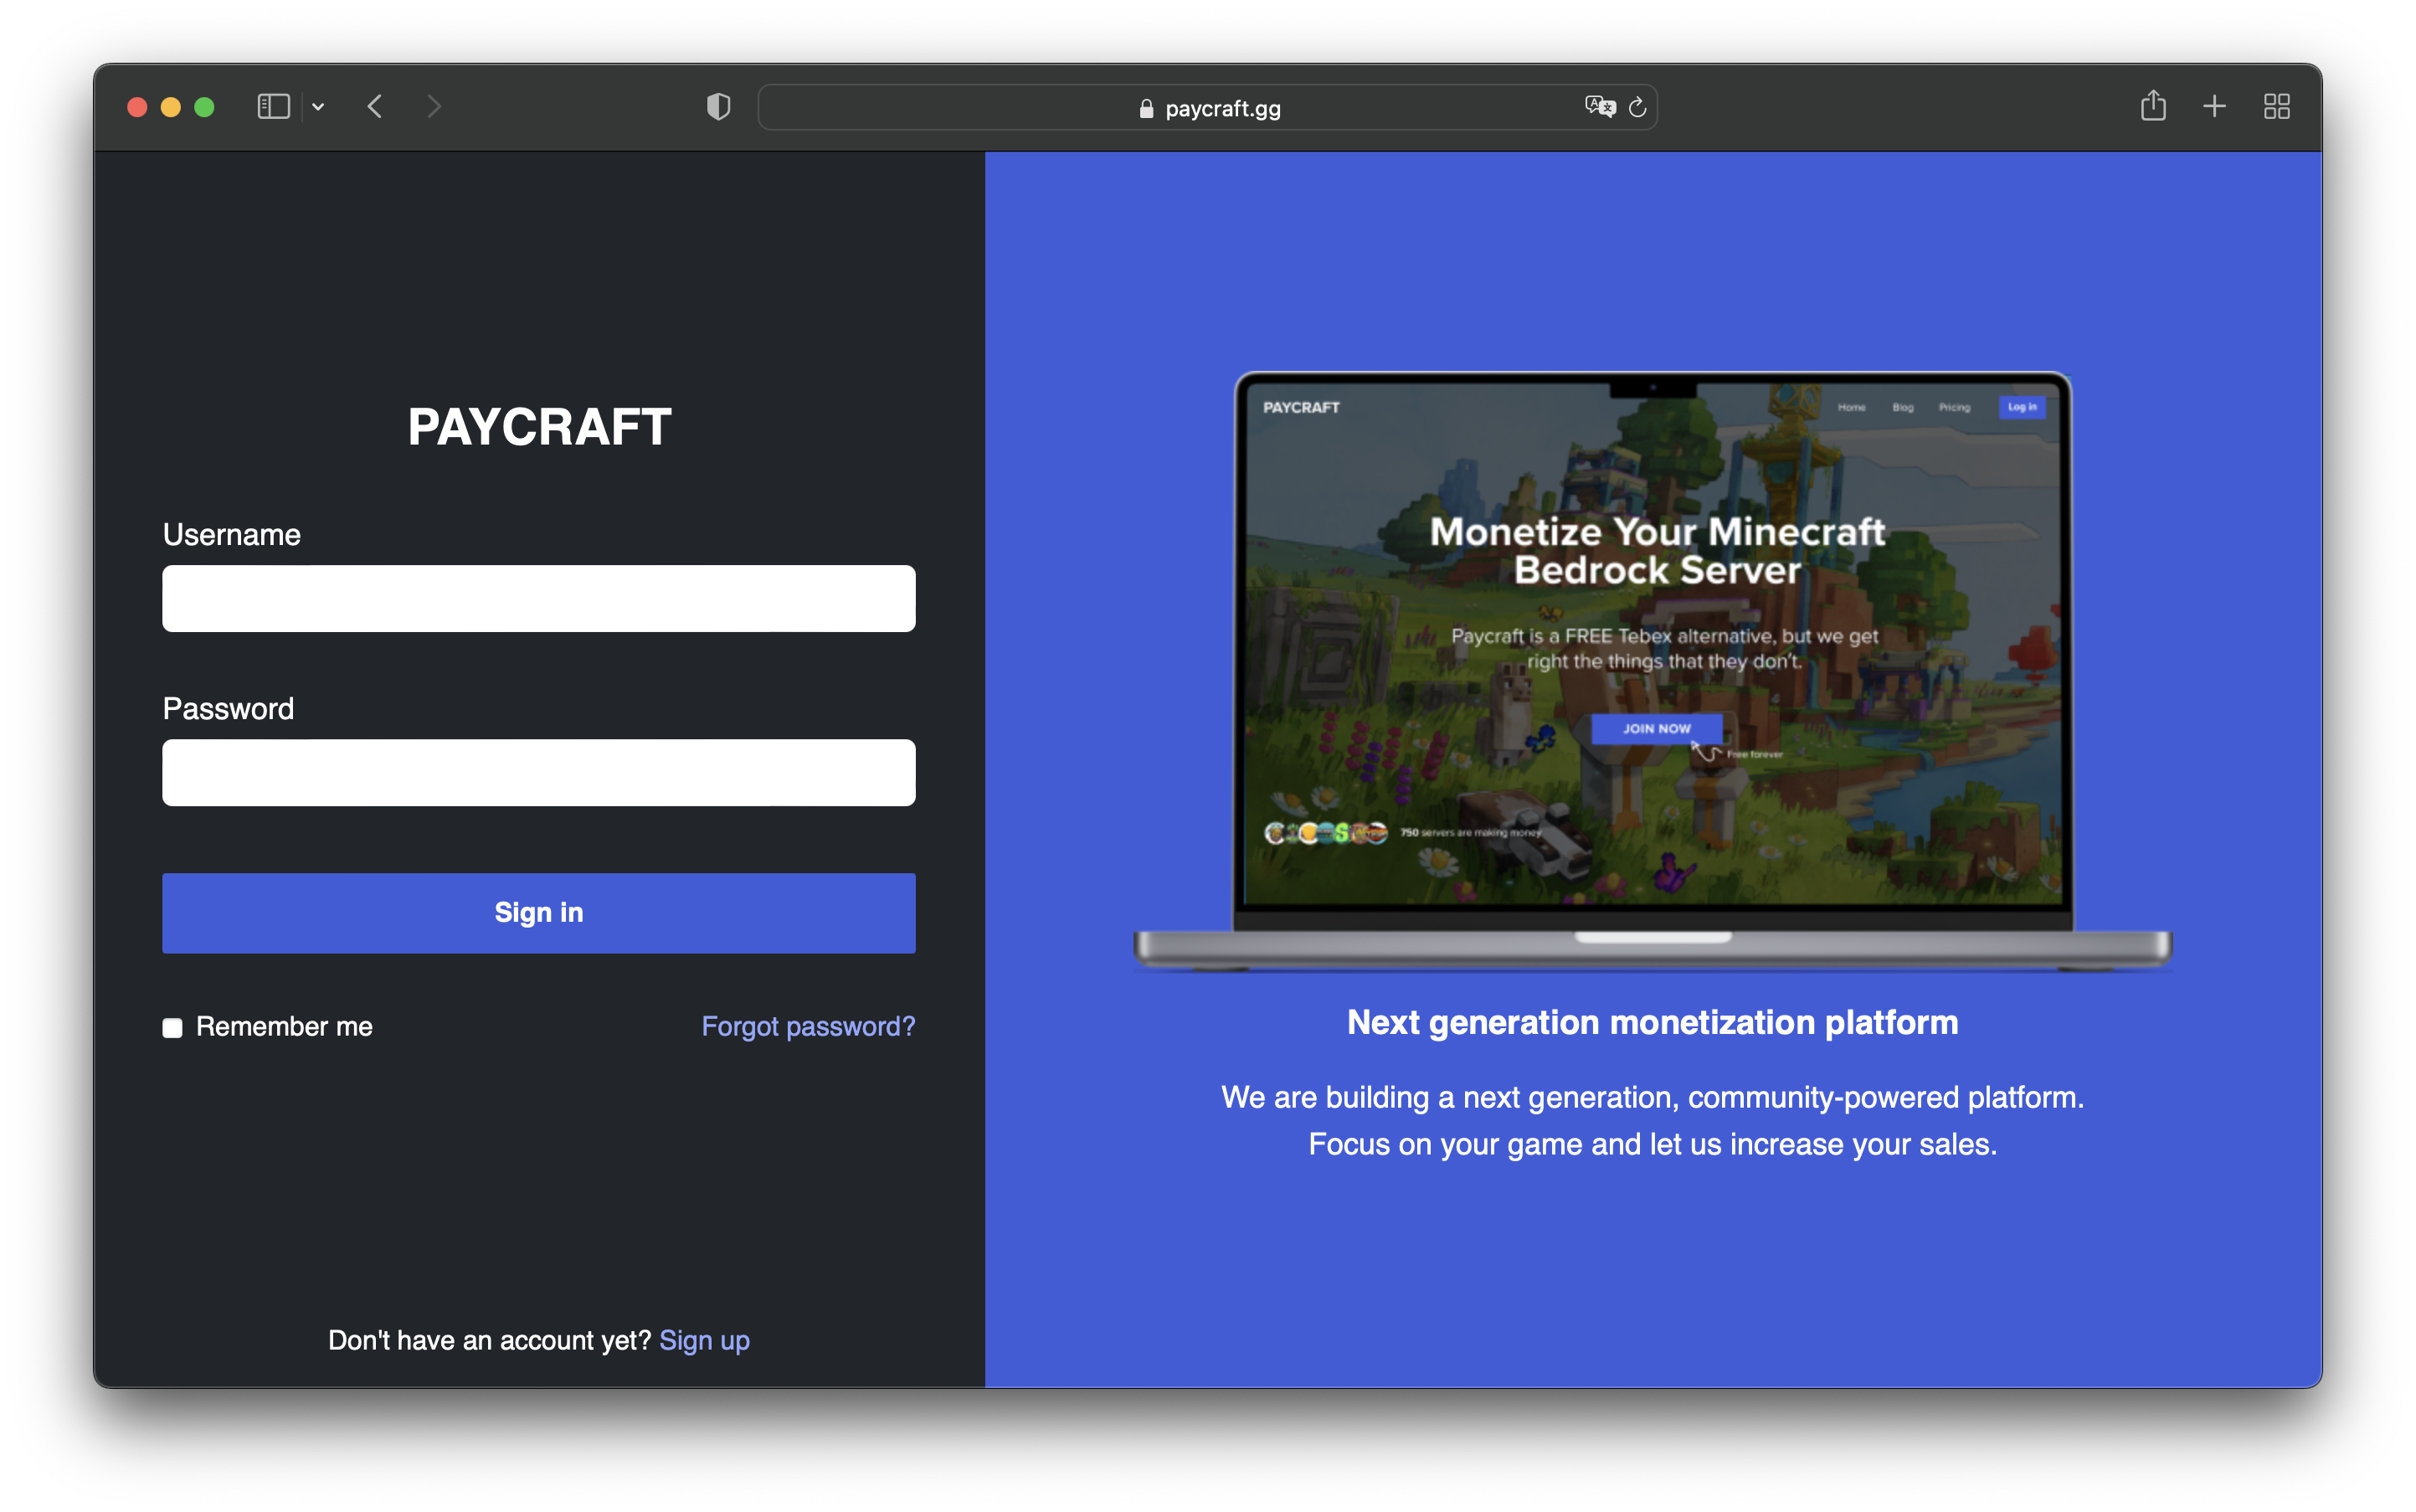 paycraft.gg
PAYCRAFT
Username
Password
Sign in
Remember me
Forgot password?
Don't have an account yet? Sign up
PAYCRAFT
Home
Blog
Pricing
Log in
Monetize Your Minecraft
Bedrock Server
Paycraft is a FREE Tebex alternative, but we get
right the things that they don't.
JOIN NOW
Free forever
750 servers are making money
Next generation monetization platform
We are building a next generation, community-powered platform.
Focus on your game and let us increase your sales.